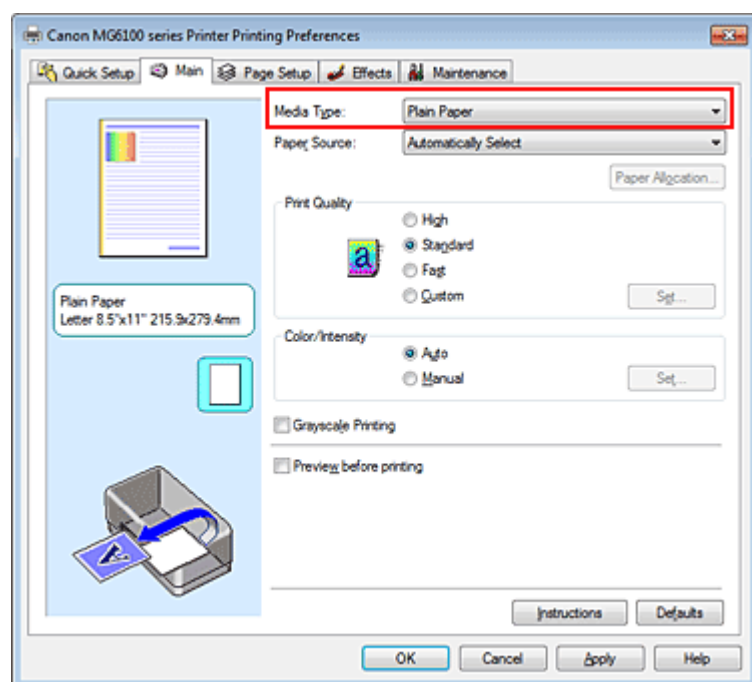 Canon MG6100 series Printer Printing Preferences
Quick Setup Main Page Setup Effects Maintenance
Media Type: Plain Paper
Paper Source: Automatically Select
Paper Allocation...
Print Quality
High
Standard
Fast
Custom Set...
Plain Paper
Letter 8.5"x11" 215.9x279.4mm
Color/Intensity
Auto
Manual Set...
Grayscale Printing
Preview before printing
Instructions Defaults
OK Cancel Apply Help